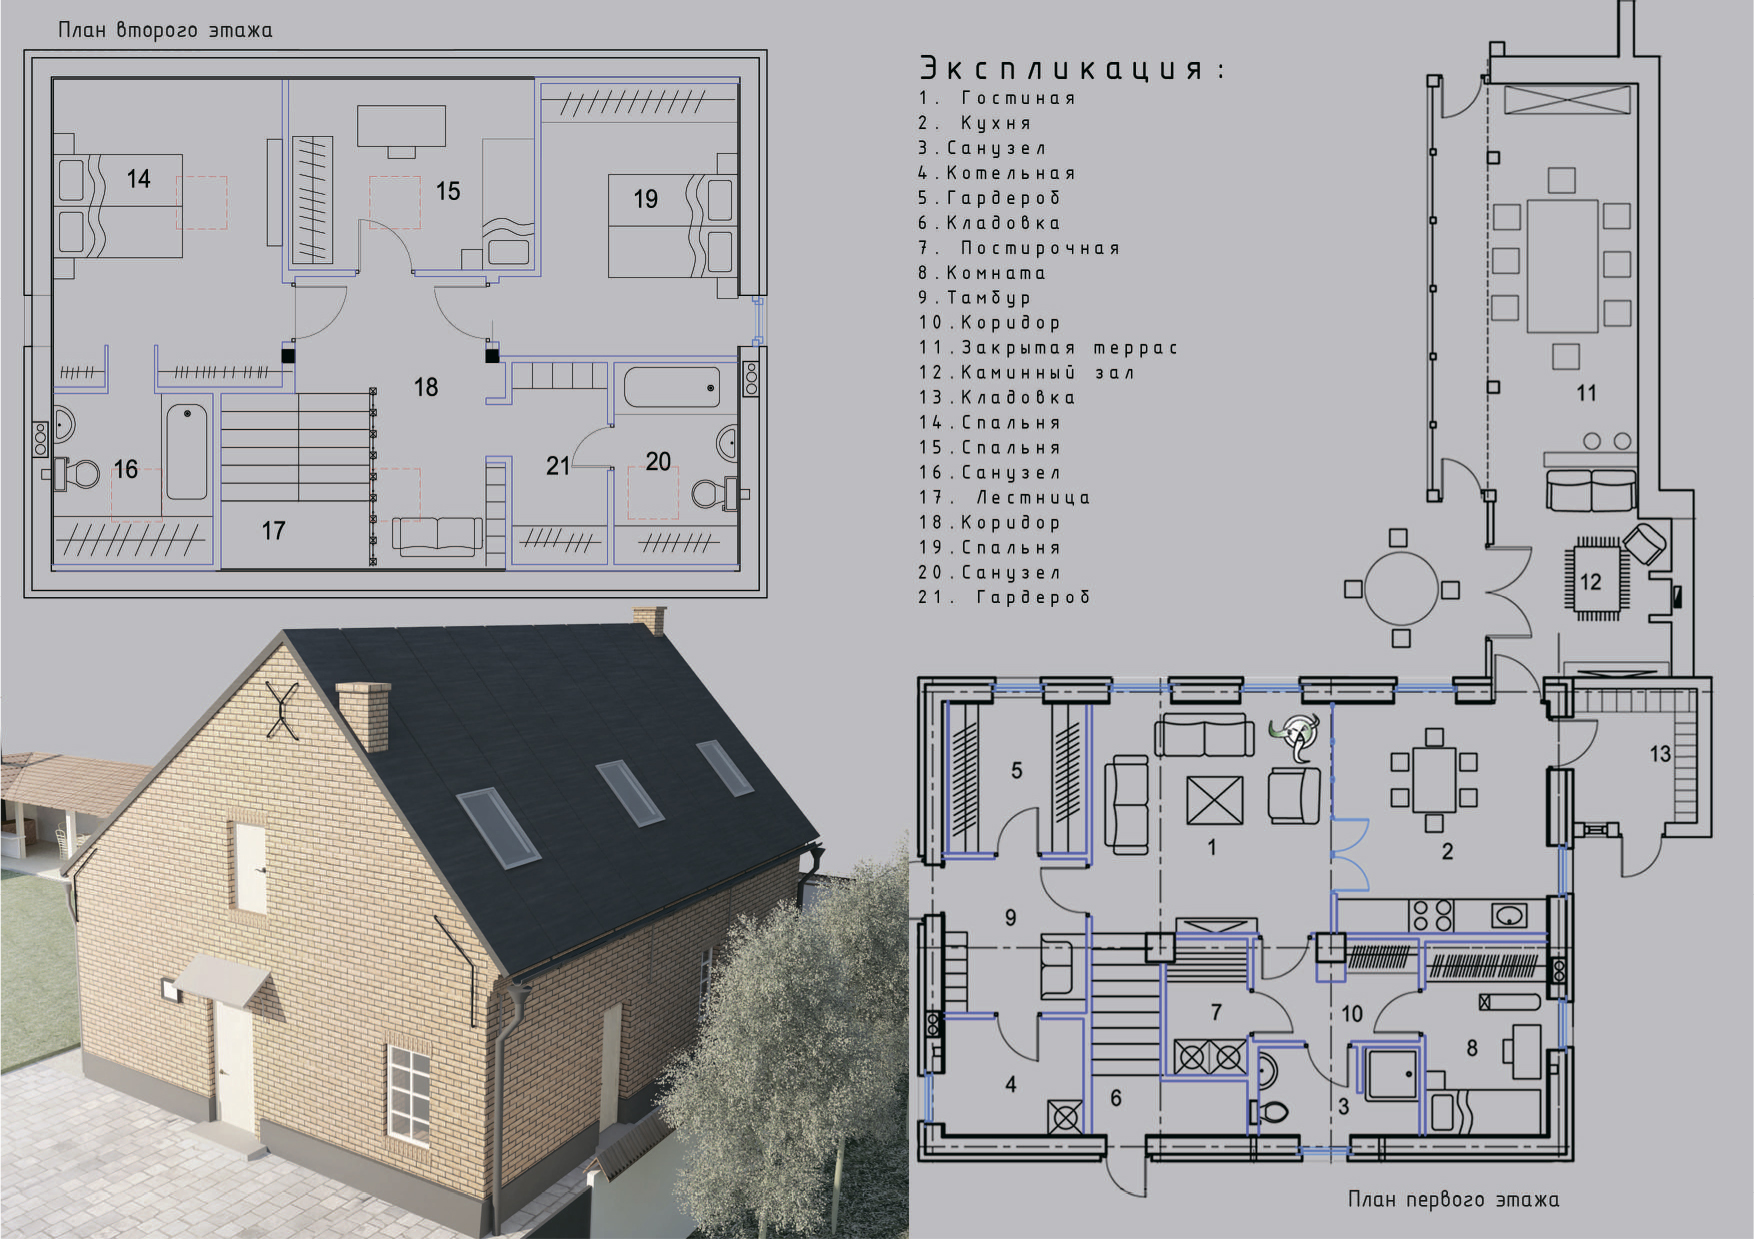 План второго этажа
14
15
19
18
16
17
21
20
Экспликация:
1. Гостиная
2. Кухня
3.Санузел
4.Котельная
5.Гардероб
6.Кладовка
7. Постирочная
8.Комната
9.Тамбур
10.Коридор
11.Закрытая террас
12.Каминный зал
13.Кладовка
14.Спальня
15.Спальня
16.Санузел
17. Лестница
18.Коридор
19.Спальня
20.Санузел
21. Гардероб
11
12
13
5
1
2
9
7
10
8
4
6
3
План первого этажа